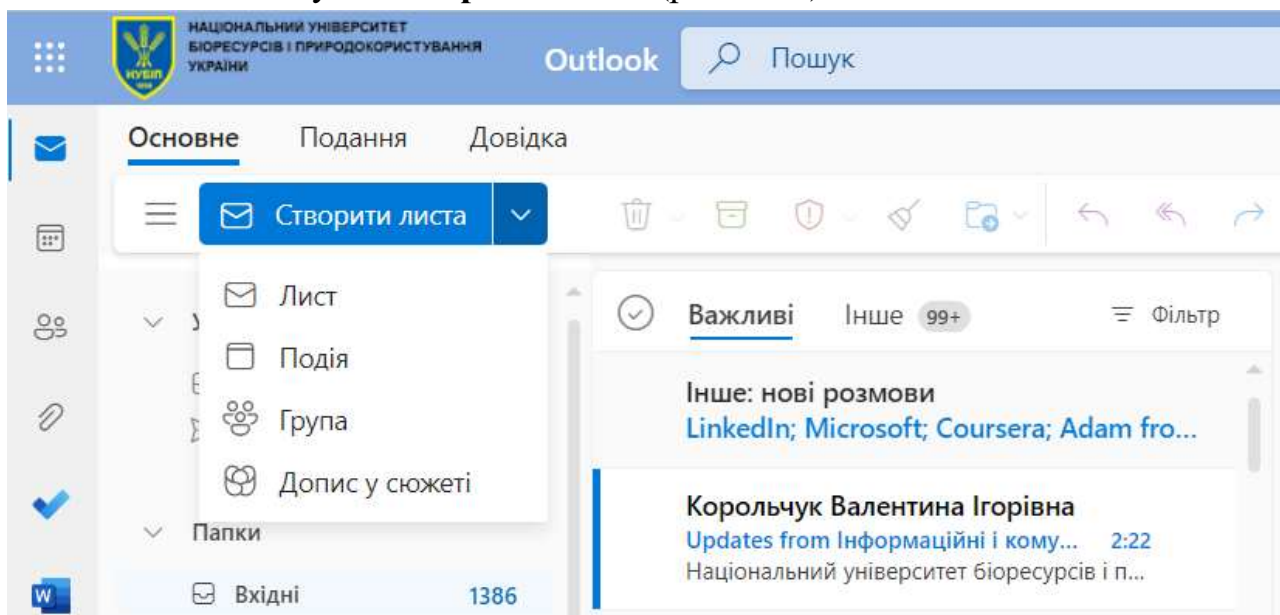 НАЦІОНАЛЬНИЙ УНІВЕРСИТЕТ
БІОРЕСУРСІВ І ПРИРОДОКОРИСТУВАННЯ
УКРАЇНИ
НУБІП
Outlook
Пошук
Основне Подання Довідка
Створити листа
Лист
Подія
Група
Допис у сюжеті
Папки
Вхідні 1386
Важливі Інше 99+ Фільтр
Інше: нові розмови
LinkedIn; Microsoft; Coursera; Adam fro...
Корольчук Валентина Ігорівна
Updates from Інформаційні і кому... 2:22
Національний університет біоресурсів і п...
W